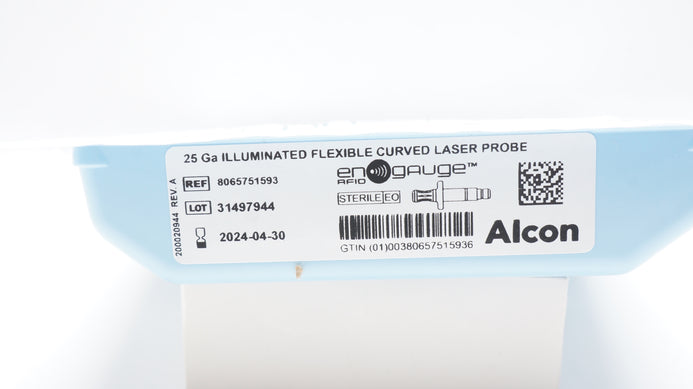 25 Ga ILLUMINATED FLEXIBLE CURVED LASER PROBE
REF 8065751593
LOT 31497944
2024-04-30
200020944 REV. A
engauge™
RFID
STERILE EO
GTIN (01)00380657515936
Alcon